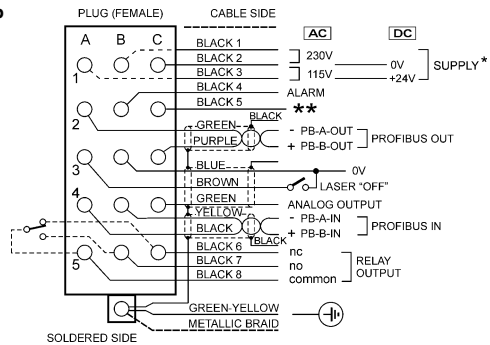 b
PLUG (FEMALE) CABLE SIDE
A B C AC DC
BLACK 1
BLACK 2 230V 0V
1 BLACK 3 115V +24V SUPPLY *
BLACK 4 ALARM
BLACK 5 **
2 BLACK
GREEN - PB-A-OUT
PURPLE + PB-B-OUT PROFIBUS OUT
3 BLUE 0V
BROWN LASER “OFF”
4 GREEN ANALOG OUTPUT
YELLOW - PB-A-IN
BLACK + PB-B-IN PROFIBUS IN
BLACK
BLACK 6 nc
5 BLACK 7 no RELAY
BLACK 8 common OUTPUT
GREEN-YELLOW
METALLIC BRAID
SOLDERED SIDE